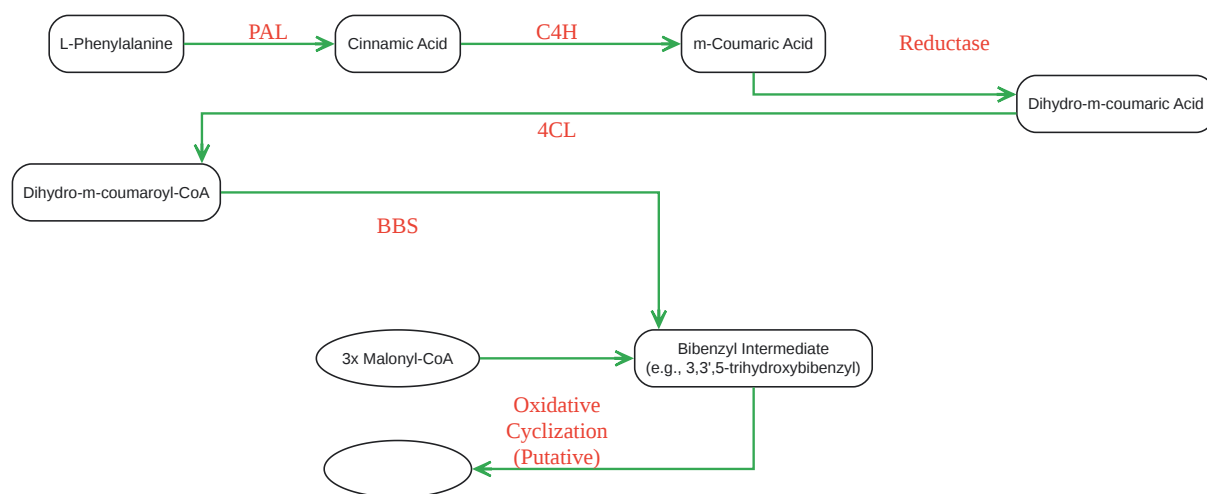 L-Phenylalanine
PAL
Cinnamic Acid
C4H
m-Coumaric Acid
Reductase
Dihydro-m-coumaric Acid
4CL
Dihydro-m-coumaroyl-CoA
BBS
3x Malonyl-CoA
Bibenzyl Intermediate
(e.g., 3,3',5-trihydroxybibenzyl)
Oxidative
Cyclization
(Putative)